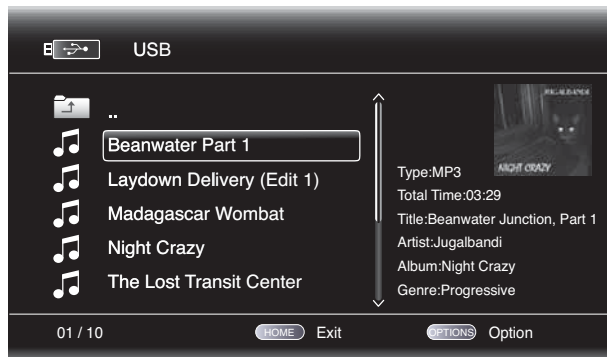 USB
..
Beanwater Part 1
Laydown Delivery (Edit 1)
Madagascar Wombat
Night Crazy
The Lost Transit Center
JUGALBANDI
NIGHT CRAZY
Type:MP3
Total Time:03:29
Title:Beanwater Junction, Part 1
Artist:Jugalbandi
Album:Night Crazy
Genre:Progressive
01 / 10
HOME Exit
OPTIONS Option